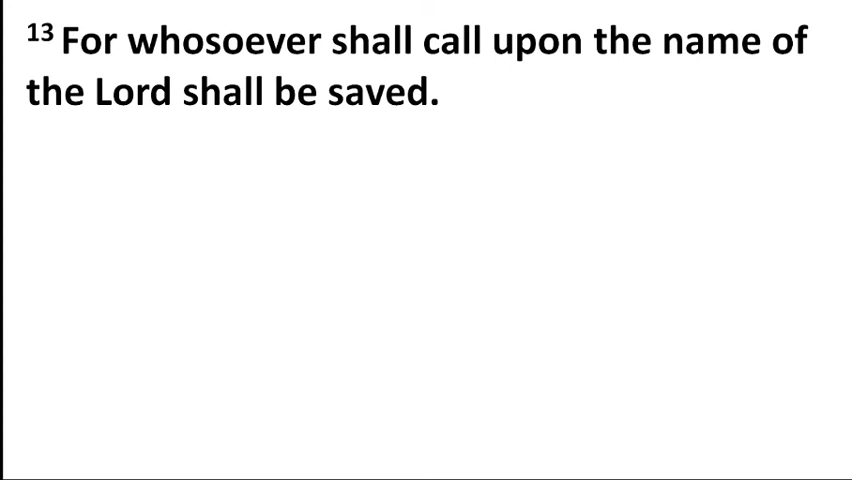 13 For whosoever shall call upon the name of
the Lord shall be saved.